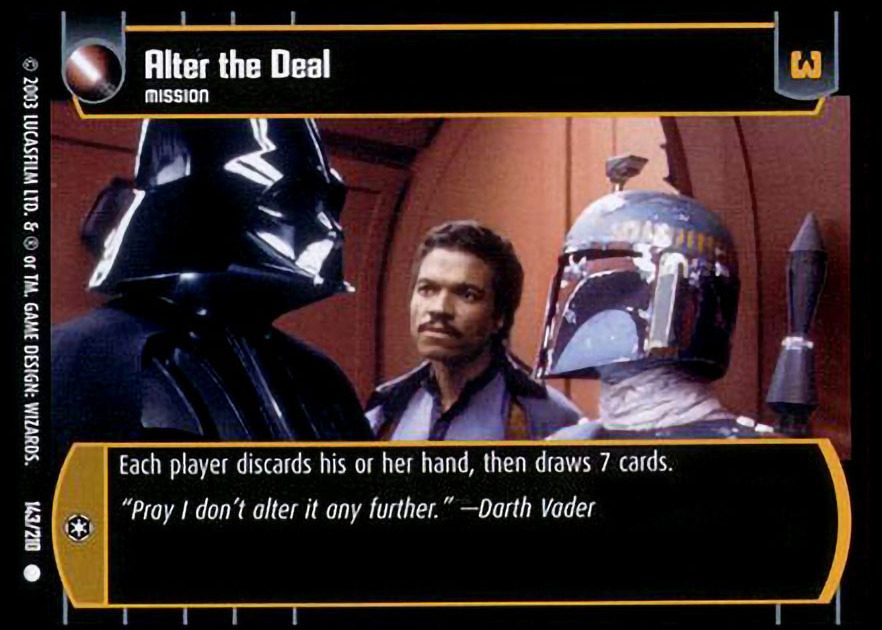 Alter the Deal
MISSION
3
Each player discards his or her hand, then draws 7 cards.
“Pray I don’t alter it any further.” —Darth Vader
© 2003 LUCASFILM LTD. & ® or TM. GAME DESIGN: WIZARDS. 143/210